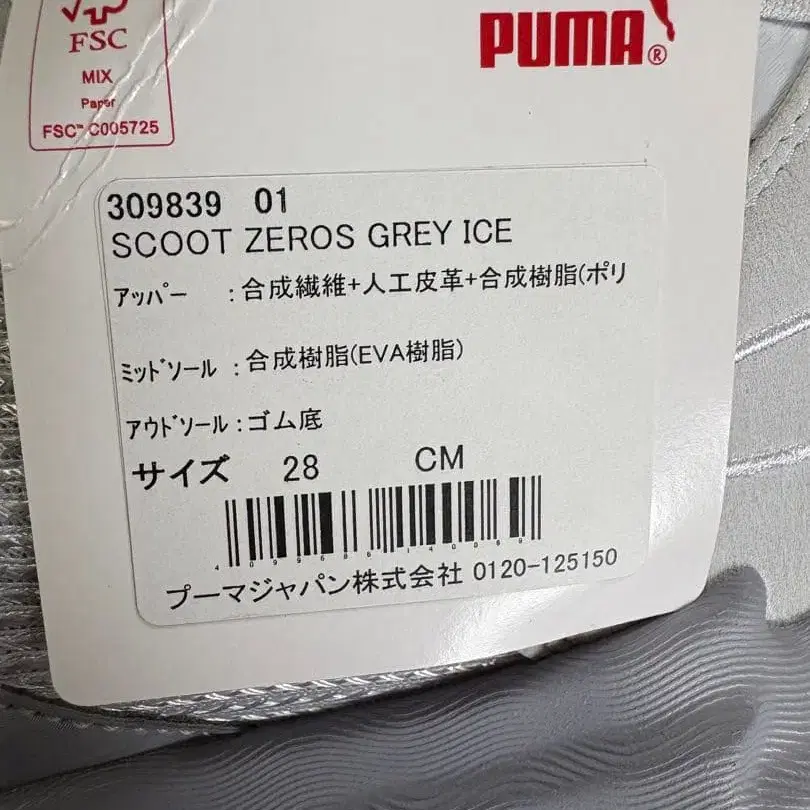 FSC
MIX
Paper
FSC™ C005725
PUMA®
309839 01
SCOOT ZEROS GREY ICE
アッパー :合成繊維+人工皮革+合成樹脂(ポリ
ミッドソール :合成樹脂(EVA樹脂)
アウドソール:ゴム底
サイズ 28 CM
プーマジャパン株式会社 0120-125150